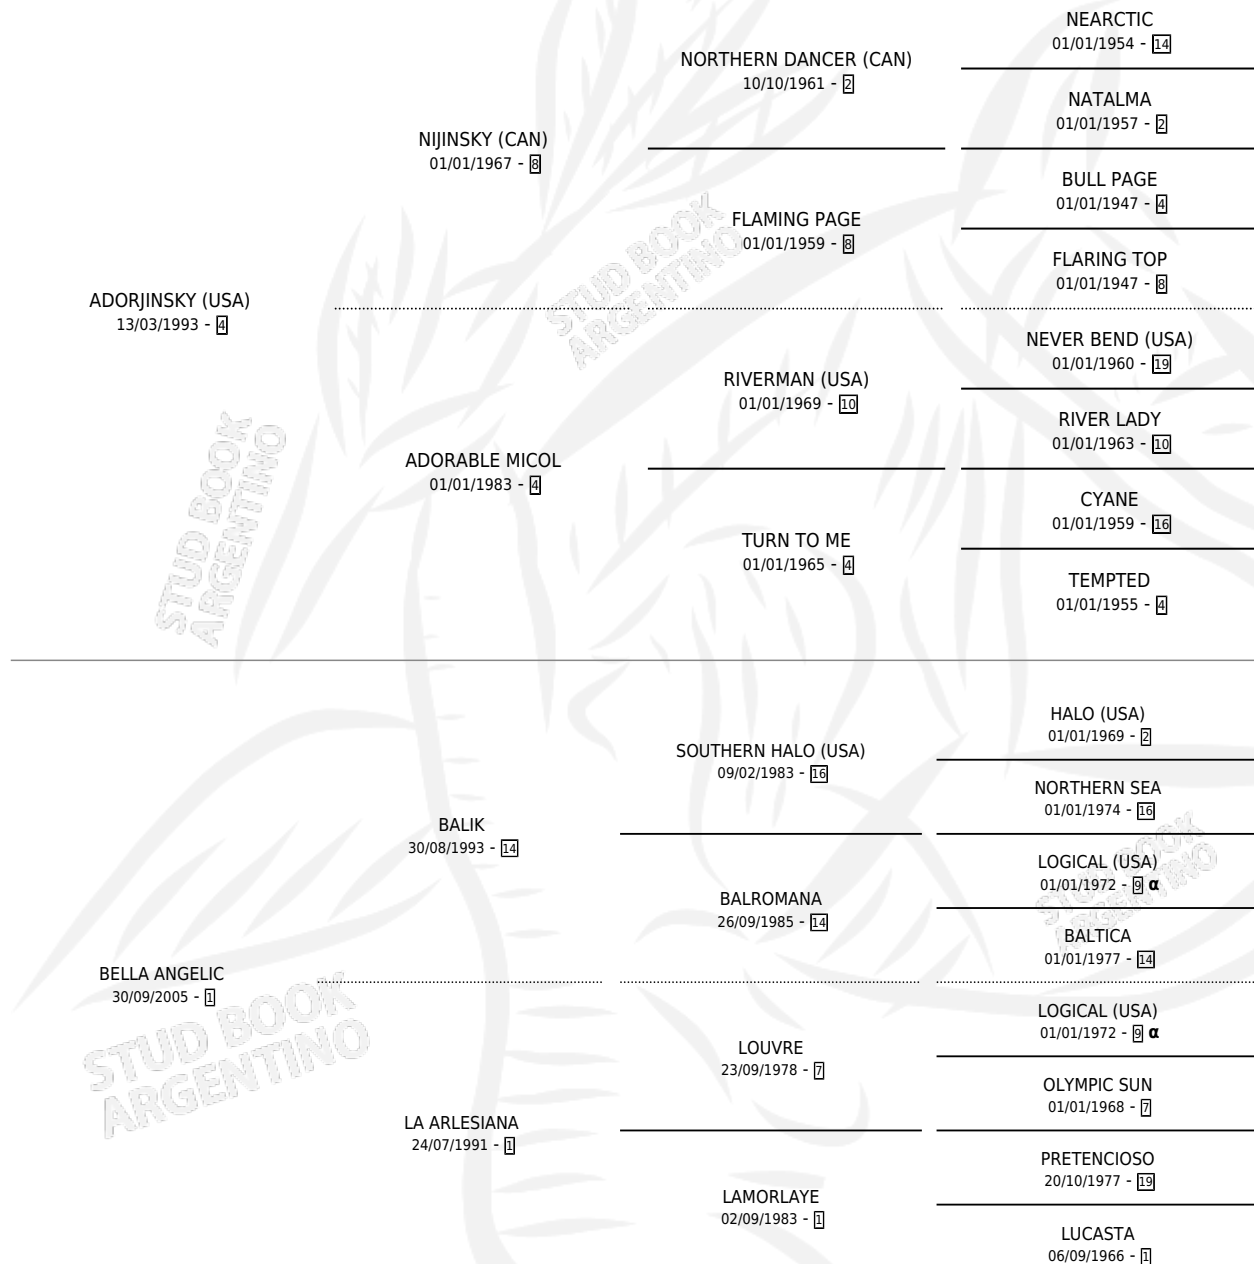 NEARCTIC
01/01/1954 - 14
NORTHERN DANCER (CAN)
10/10/1961 - 2
NATALMA
01/01/1957 - 2
NIJINSKY (CAN)
01/01/1967 - 8
BULL PAGE
01/01/1947 - 4
FLAMING PAGE
01/01/1959 - 8
FLARING TOP
01/01/1947 - 8
ADORJINSKY (USA)
13/03/1993 - 4
NEVER BEND (USA)
01/01/1960 - 19
RIVERMAN (USA)
01/01/1969 - 10
RIVER LADY
01/01/1963 - 10
ADORABLE MICOL
01/01/1983 - 4
CYANE
01/01/1959 - 16
TURN TO ME
01/01/1965 - 4
TEMPTED
01/01/1955 - 4
HALO (USA)
01/01/1969 - 2
SOUTHERN HALO (USA)
09/02/1983 - 16
NORTHERN SEA
01/01/1974 - 16
BALIK
30/08/1993 - 14
LOGICAL (USA)
01/01/1972 - 9 α
BALROMANA
26/09/1985 - 14
BALTICA
01/01/1977 - 14
BELLA ANGELIC
30/09/2005 - 1
LOGICAL (USA)
01/01/1972 - 9 α
LOUVRE
23/09/1978 - 7
OLYMPIC SUN
01/01/1968 - 7
LA ARLESIANA
24/07/1991 - 1
PRETENCIOSO
20/10/1977 - 19
LAMORLAYE
02/09/1983 - 1
LUCASTA
06/09/1966 - 1
STUD BOOK
ARGENTINO
STUD BOOK
ARGENTINO
STUD BOOK
ARGENTINO
STUD BOOK
ARGENTINO